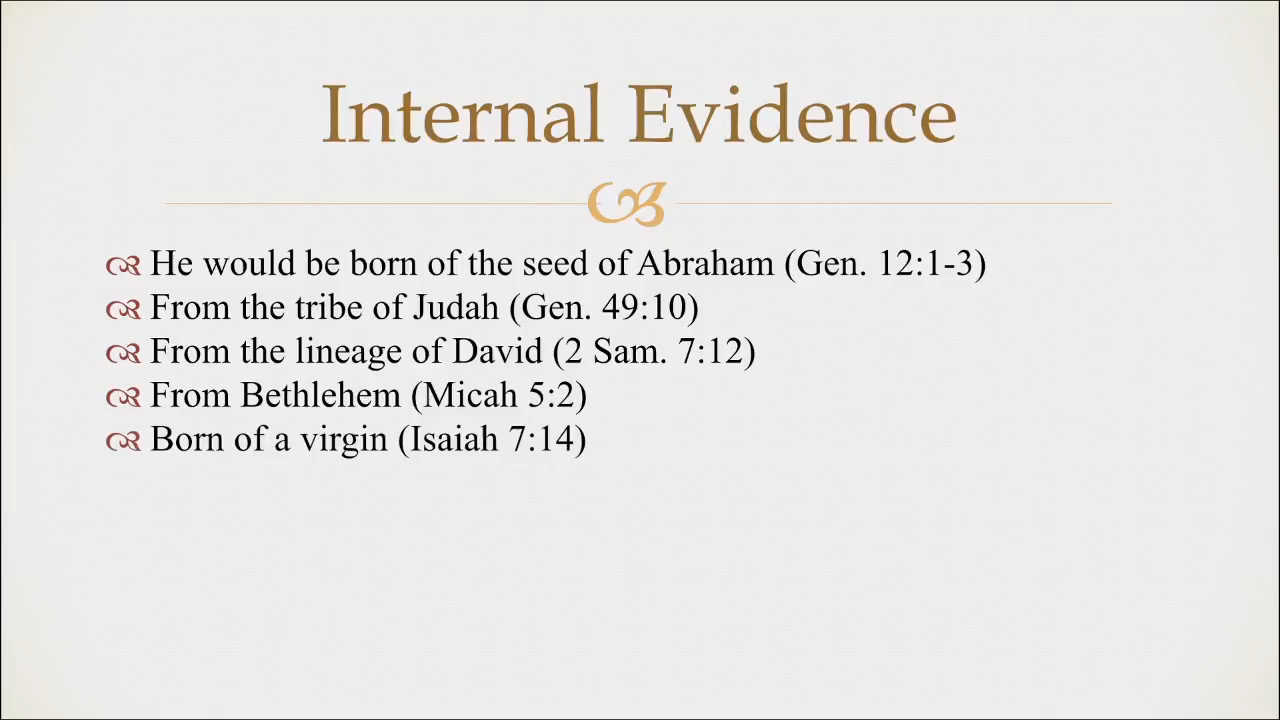 Internal Evidence
He would be born of the seed of Abraham (Gen. 12:1-3)
From the tribe of Judah (Gen. 49:10)
From the lineage of David (2 Sam. 7:12)
From Bethlehem (Micah 5:2)
Born of a virgin (Isaiah 7:14)